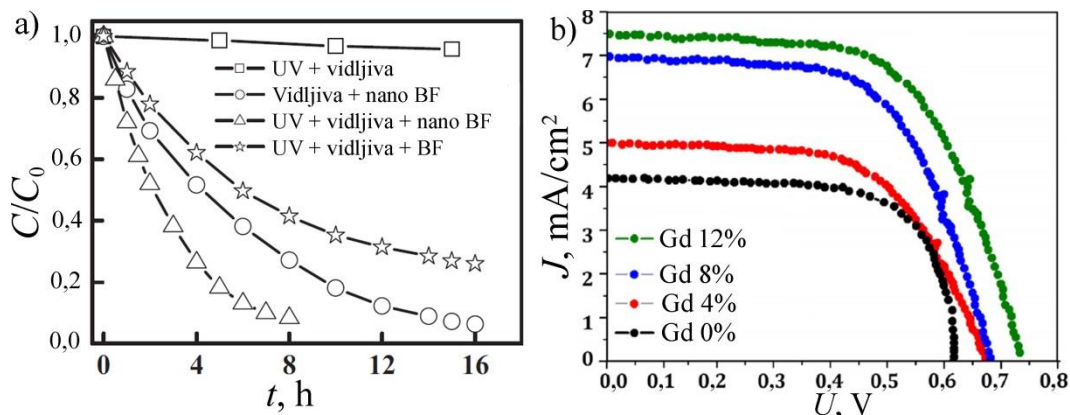 a)
C/C₀
1,0
0,8
0,6
0,4
0,2
0,0
UV + vidljiva
Vidljiva + nano BF
UV + vidljiva + nano BF
UV + vidljiva + BF
0 4 8 12 16
t, h
b)
J, mA/cm²
8
7
6
5
4
3
2
1
0
Gd 12%
Gd 8%
Gd 4%
Gd 0%
0,0 0,1 0,2 0,3 0,4 0,5 0,6 0,7 0,8
U, V